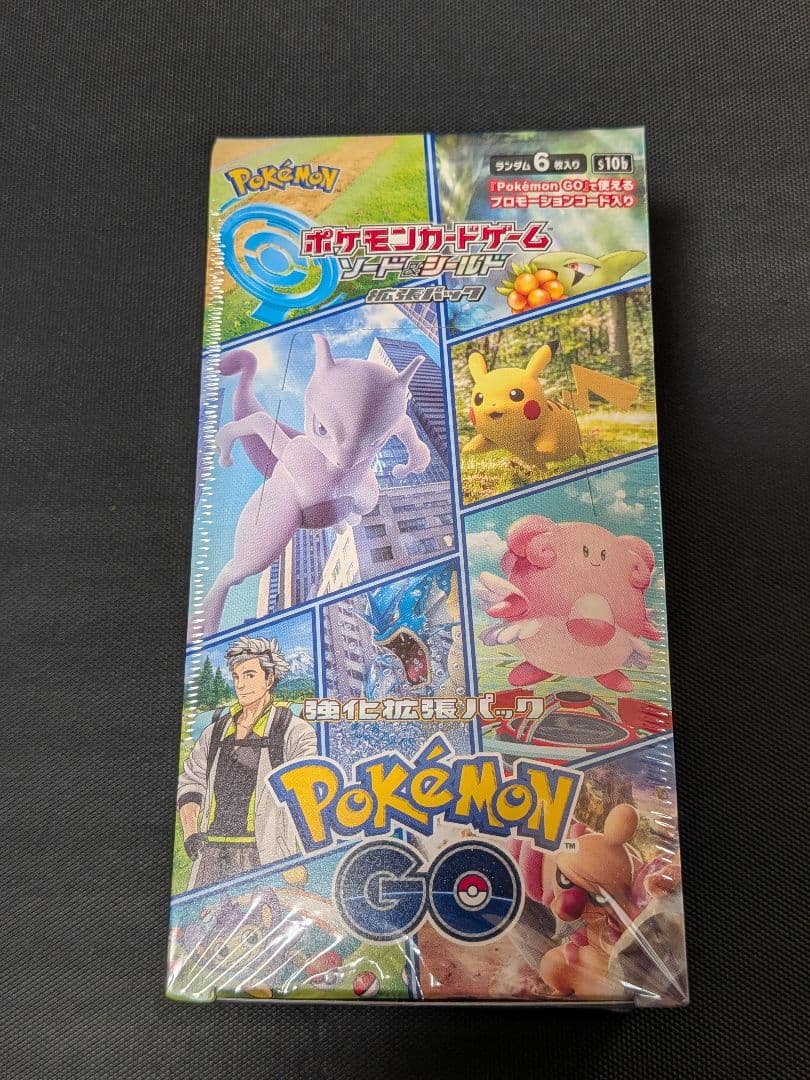 POKÉMON
ランダム6枚入り
S10b
『Pokémon GO』で使える
プロモーションコード入り
ポケモンカードゲーム
ソード&シールド
拡張パック
強化拡張パック
POKÉMON
GO
TM